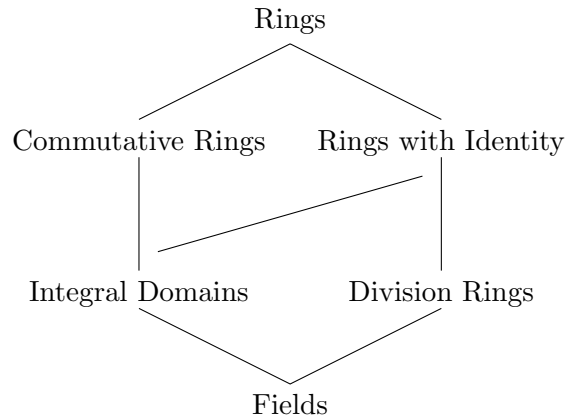 Rings
Commutative Rings Rings with Identity
Integral Domains Division Rings
Fields